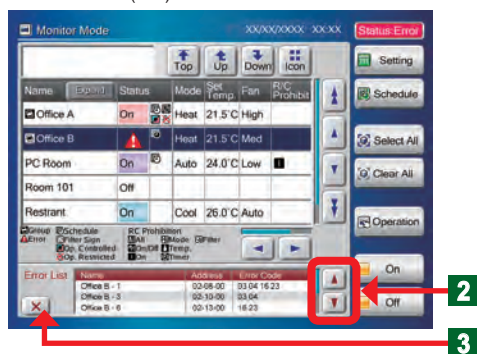 Monitor Mode XX/XX/XXXX XX:XX Status:Error
Top Up Down Icon Setting
Name Expand Status Mode Set Temp. Fan R/C Prohibit
Schedule
Office A On Heat 21.5°C High
Office B Heat 21.5°C Med
Select All
PC Room On Auto 24.0°C Low
Clear All
Room 101 Off
Restrant On Cool 26.0°C Auto
Operation
Group Schedule RC Prohibition
Error Filter Sign All Mode Filter
Op. Controlled On/Off Temp.
Op. Restricted On Timer
Error List Name Address Error Code
On
Office B - 1 02-08-00 03.04 16.23
Office B - 3 02-10-00 03.04
Office B - 6 02-13-00 16.23
Off
2
3